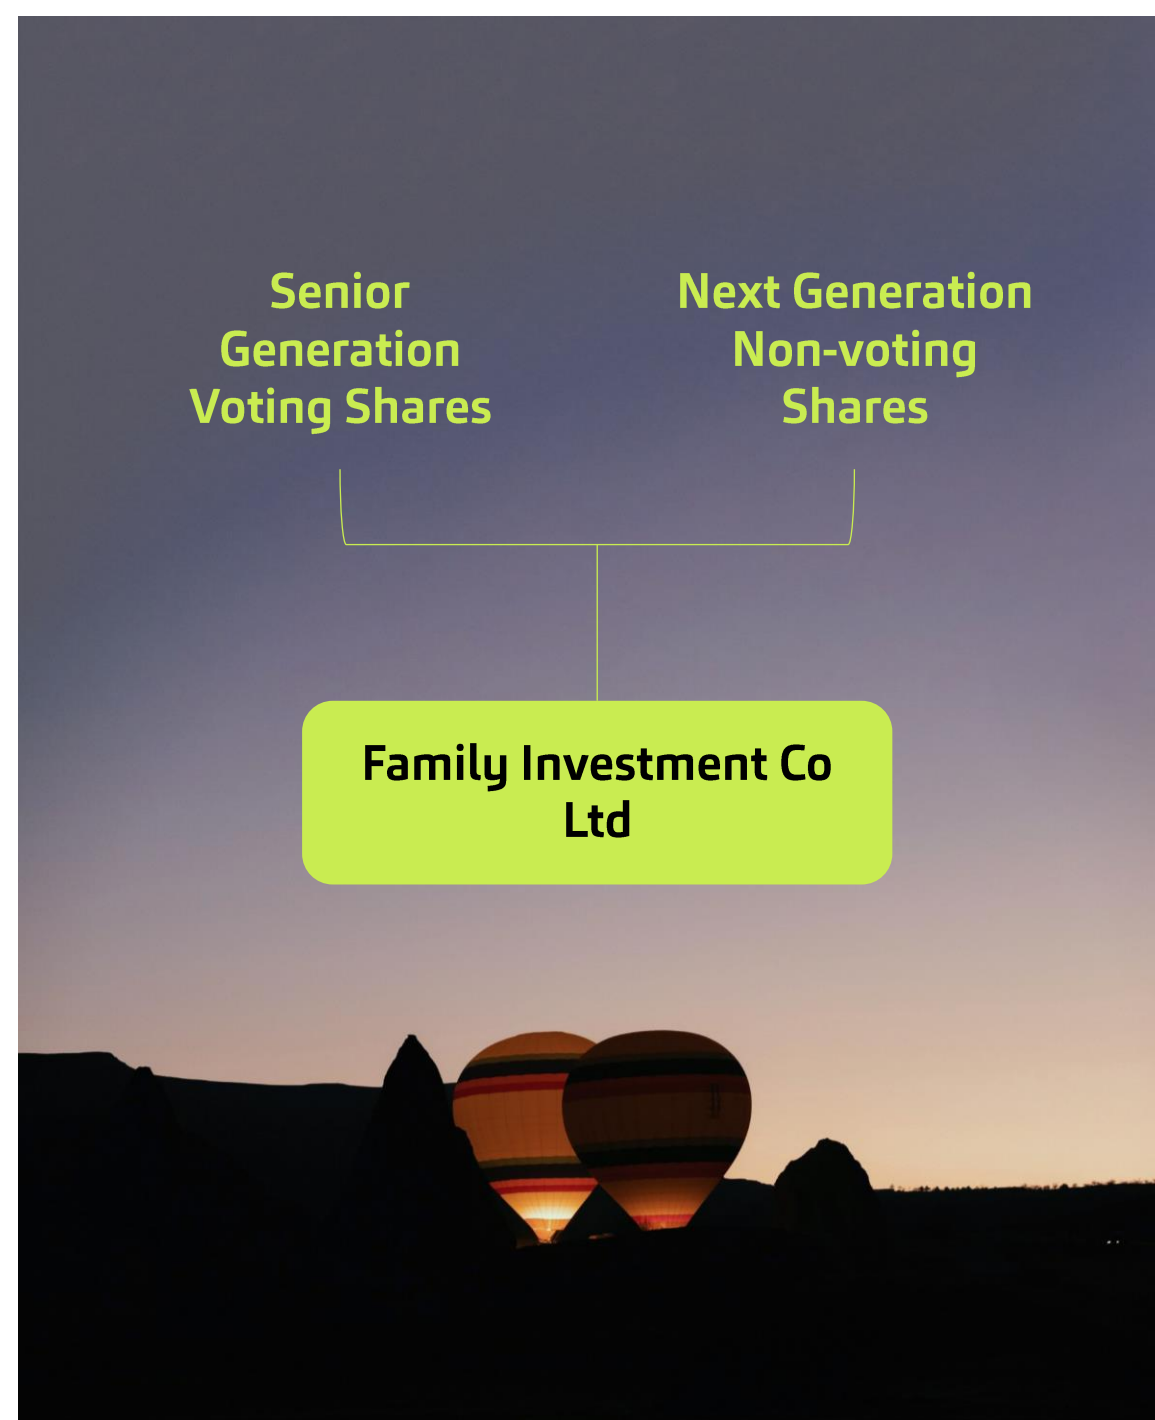 Senior
Generation
Voting Shares
Next Generation
Non-voting
Shares
Family Investment Co
Ltd